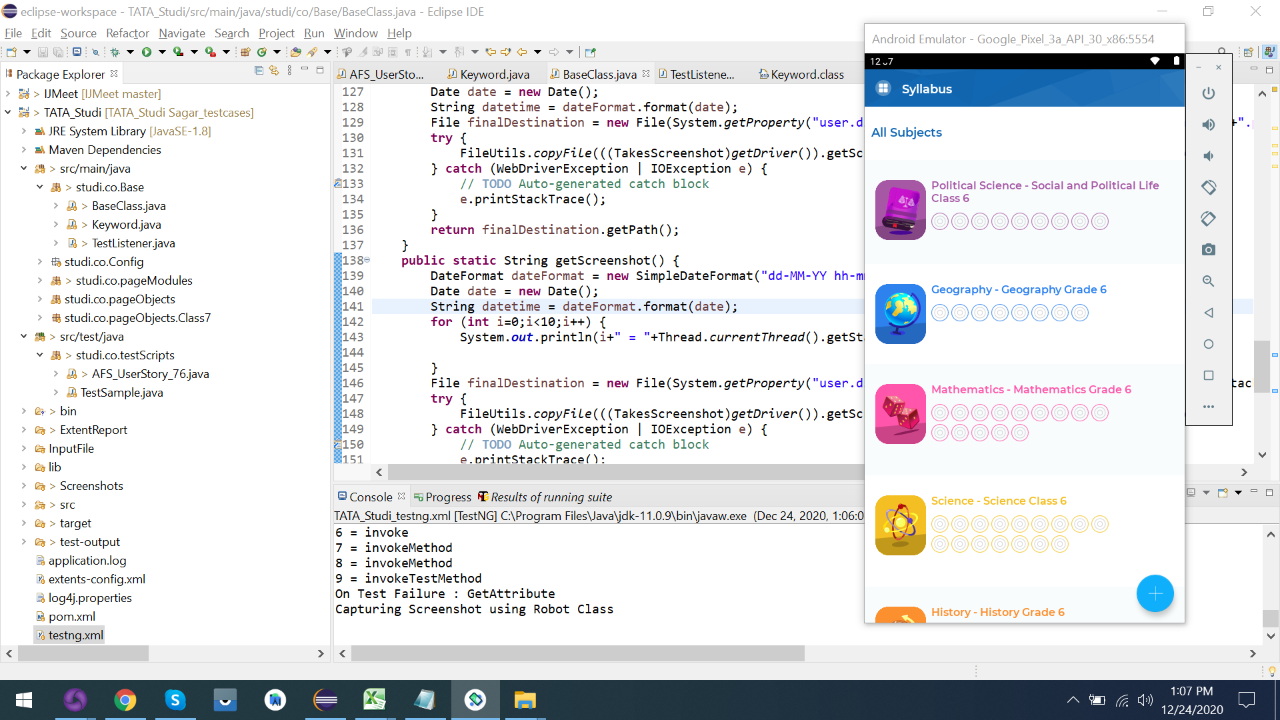 eclipse-workspace - TATA_Studi/src/main/java/studi/co/Base/BaseClass.java - Eclipse IDE
File Edit Source Refactor Navigate Search Project Run Window Help
Package Explorer
> IJMeet [IJMeet master]
> TATA_Studi [TATA_Studi Sagar_testcases]
JRE System Library [JavaSE-1.8]
Maven Dependencies
> src/main/java
> studi.co.Base
> BaseClass.java
> Keyword.java
> TestListener.java
studi.co.Config
> studi.co.pageModules
studi.co.pageObjects
studi.co.pageObjects.Class7
> src/test/java
> studi.co.testScripts
> AFS_UserStory_76.java
> TestSample.java
> bin
> ExtentReport
InputFile
lib
Screenshots
> src
target
> test-output
application.log
extents-config.xml
log4j.properties
pom.xml
testng.xml
AFS_UserSto...
Keyword.java
BaseClass.java
TestListene...
Keyword.class
127 Date date = new Date();
128 String datetime = dateFormat.format(date);
129 File finalDestination = new File(System.getProperty("user.d
130 try {
131 FileUtils.copyFile(((TakesScreenshot)getDriver()).getSc
132 } catch (WebDriverException | IOException e) {
133 // TODO Auto-generated catch block
134 e.printStackTrace();
135 }
136 return finalDestination.getPath();
137 }
138 public static String getScreenshot() {
139 DateFormat dateFormat = new SimpleDateFormat("dd-MM-YY hh-m
140 Date date = new Date();
141 String datetime = dateFormat.format(date);
142 for (int i=0;i<10;i++) {
143 System.out.println(i+" = "+Thread.currentThread().getSt
144
145 }
146 File finalDestination = new File(System.getProperty("user.d
147 try {
148 FileUtils.copyFile(((TakesScreenshot)getDriver()).getSc
149 } catch (WebDriverException | IOException e) {
150 // TODO Auto-generated catch block
151 e.printStackTrace();
Console
Progress
Results of running suite
TATA_Studi_testng.xml [TestNG] C:\Program Files\Java\jdk-11.0.9\bin\javaw.exe (Dec 24, 2020, 1:06:0
6 = invoke
7 = invokeMethod
8 = invokeMethod
9 = invokeTestMethod
On Test Failure : GetAttribute
Capturing Screenshot using Robot Class
Android Emulator - Google_Pixel_3a_API_30_x86:5554
Syllabus
All Subjects
Political Science - Social and Political Life
Class 6
Geography - Geography Grade 6
Mathematics - Mathematics Grade 6
Science - Science Class 6
History - History Grade 6
1:07 PM
12/24/2020